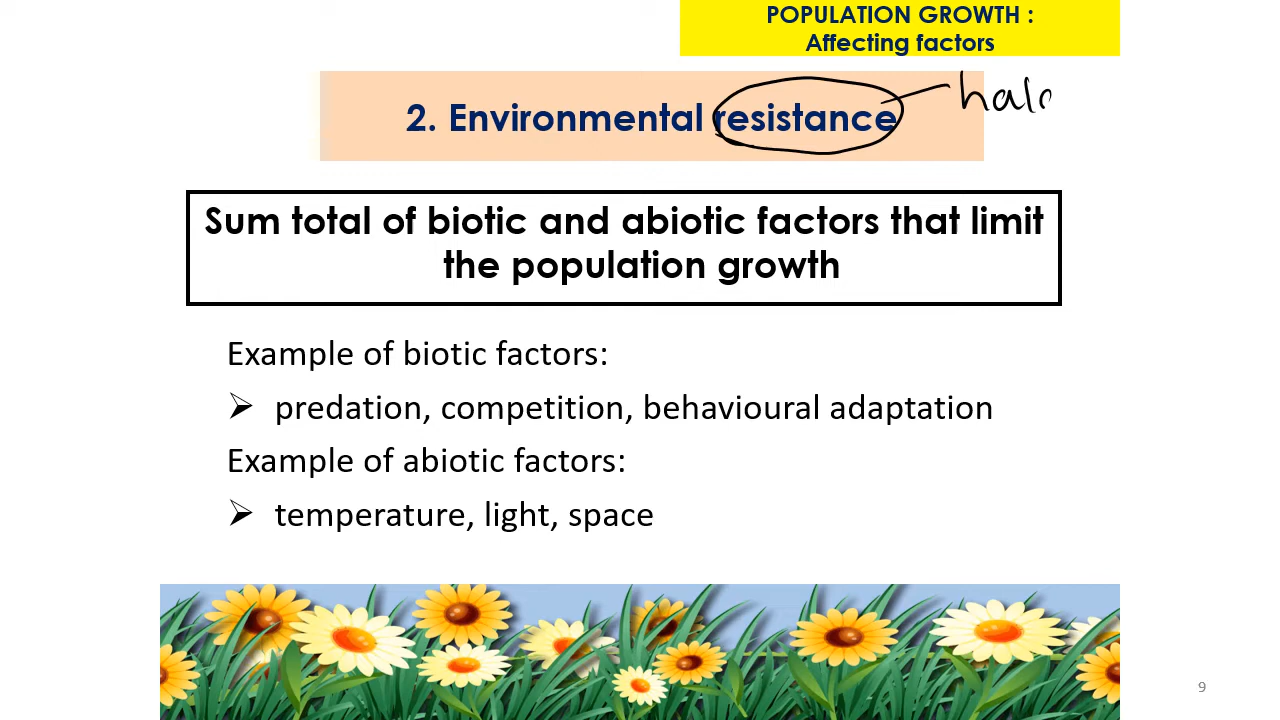 POPULATION GROWTH :
Affecting factors
2. Environmental resistance
Sum total of biotic and abiotic factors that limit
the population growth
Example of biotic factors:
➢ predation, competition, behavioural adaptation
Example of abiotic factors:
➢ temperature, light, space
9